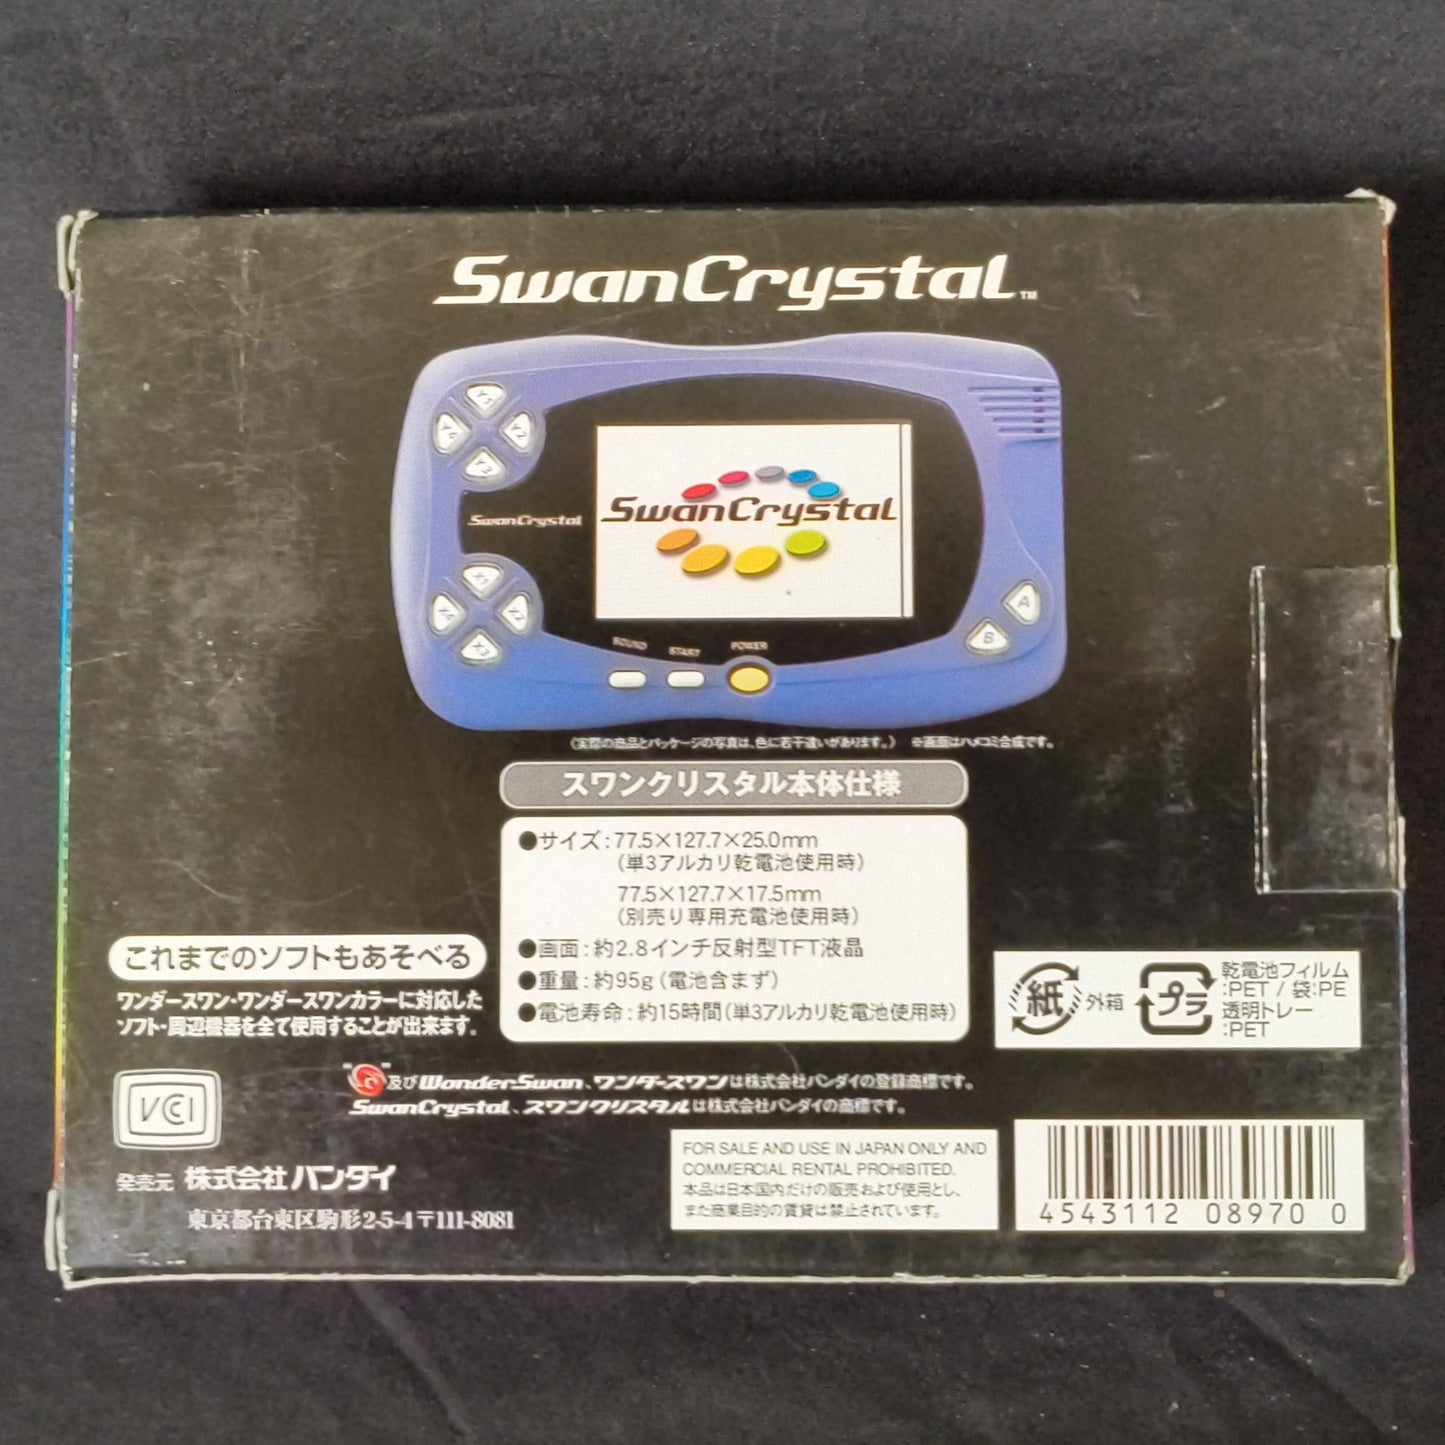 SwanCrystal™
Y1
Y4 Y2
Y3
SwanCrystal
SwanCrystal
X1
X4 X2
X3
A
B
SOUND START POWER
(実際の商品とパッケージの写真は、色に若干違いがあります。) ※画面はハメコミ合成です。
スワンクリスタル本体仕様
●サイズ:77.5×127.7×25.0mm
(単3アルカリ乾電池使用時)
77.5×127.7×17.5mm
(別売り専用充電池使用時)
●画面:約2.8インチ反射型TFT液晶
●重量:約95g(電池含まず)
●電池寿命:約15時間(単3アルカリ乾電池使用時)
これまでのソフトもあそべる
ワンダースワン・ワンダースワンカラーに対応した
ソフト・周辺機器を全て使用することが出来ます。
紙 外箱
プラ
乾電池フィルム
:PET / 袋:PE
透明トレー
:PET
及びWonderSwan、ワンダースワンは株式会社バンダイの登録商標です。
SwanCrystal、スワンクリスタルは株式会社バンダイの商標です。
VCCI
発売元 株式会社バンダイ
東京都台東区駒形2-5-4〒111-8081
FOR SALE AND USE IN JAPAN ONLY AND
COMMERCIAL RENTAL PROHIBITED.
本品は日本国内だけの販売および使用とし、
また商業目的の賃貸は禁止されています。
4543112 08970 0